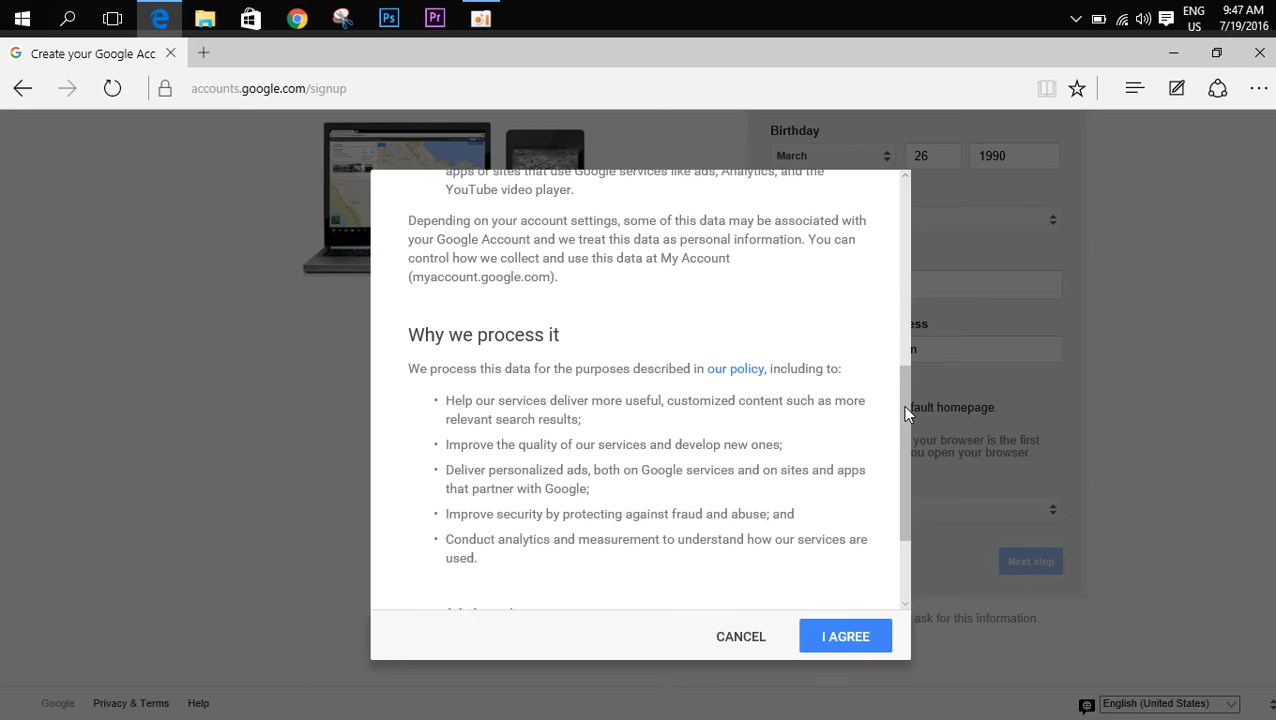 ENG
US
9:47 AM
7/19/2016
Ps
Pr
Create your Google Acc
accounts.google.com/signup
Birthday
March
26
1990
apps or sites that use Google services like ads, Analytics, and the
YouTube video player.
Depending on your account settings, some of this data may be associated with
your Google Account and we treat this data as personal information. You can
control how we collect and use this data at My Account
(myaccount.google.com).
Why we process it
We process this data for the purposes described in our policy, including to:
• Help our services deliver more useful, customized content such as more
relevant search results;
• Improve the quality of our services and develop new ones;
• Deliver personalized ads, both on Google services and on sites and apps
that partner with Google;
• Improve security by protecting against fraud and abuse; and
• Conduct analytics and measurement to understand how our services are
used.
CANCEL
I AGREE
ess
m
fault homepage.
your browser is the first
ou open your browser.
Next step
ask for this information.
Google
Privacy & Terms
Help
English (United States)